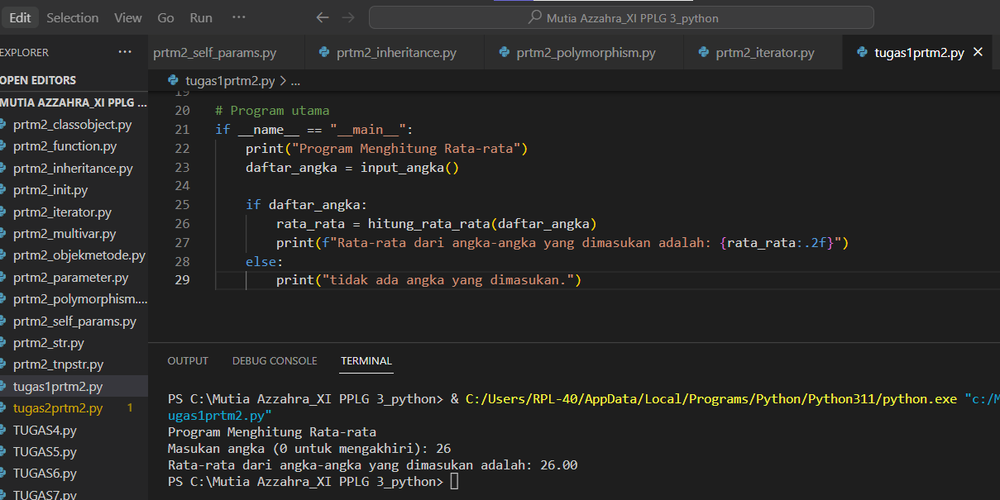 Edit Selection View Go Run ··· ← → Mutia Azzahra_XI PPLG 3_python
EXPLORER ···
OPEN EDITORS
MUTIA AZZAHRA_XI PPLG ...
prtm2_classobject.py
prtm2_function.py
prtm2_inheritance.py
prtm2_init.py
prtm2_iterator.py
prtm2_multivar.py
prtm2_objekmetode.py
prtm2_parameter.py
prtm2_polymorphism....
prtm2_self_params.py
prtm2_str.py
prtm2_tnpstr.py
tugas1prtm2.py
tugas2prtm2.py 1
TUGAS4.py
TUGAS5.py
TUGAS6.py
TUGAS7.py
prtm2_self_params.py prtm2_inheritance.py prtm2_polymorphism.py prtm2_iterator.py tugas1prtm2.py ×
tugas1prtm2.py > ...
19
20 # Program utama
21 if __name__ == "__main__":
22     print("Program Menghitung Rata-rata")
23     daftar_angka = input_angka()
24
25     if daftar_angka:
26         rata_rata = hitung_rata_rata(daftar_angka)
27         print(f"Rata-rata dari angka-angka yang dimasukan adalah: {rata_rata:.2f}")
28     else:
29         print("tidak ada angka yang dimasukan.")
OUTPUT DEBUG CONSOLE TERMINAL
PS C:\Mutia Azzahra_XI PPLG 3_python> & C:/Users/RPL-40/AppData/Local/Programs/Python/Python311/python.exe "c:/M
ugas1prtm2.py"
Program Menghitung Rata-rata
Masukan angka (0 untuk mengakhiri): 26
Rata-rata dari angka-angka yang dimasukan adalah: 26.00
PS C:\Mutia Azzahra_XI PPLG 3_python>